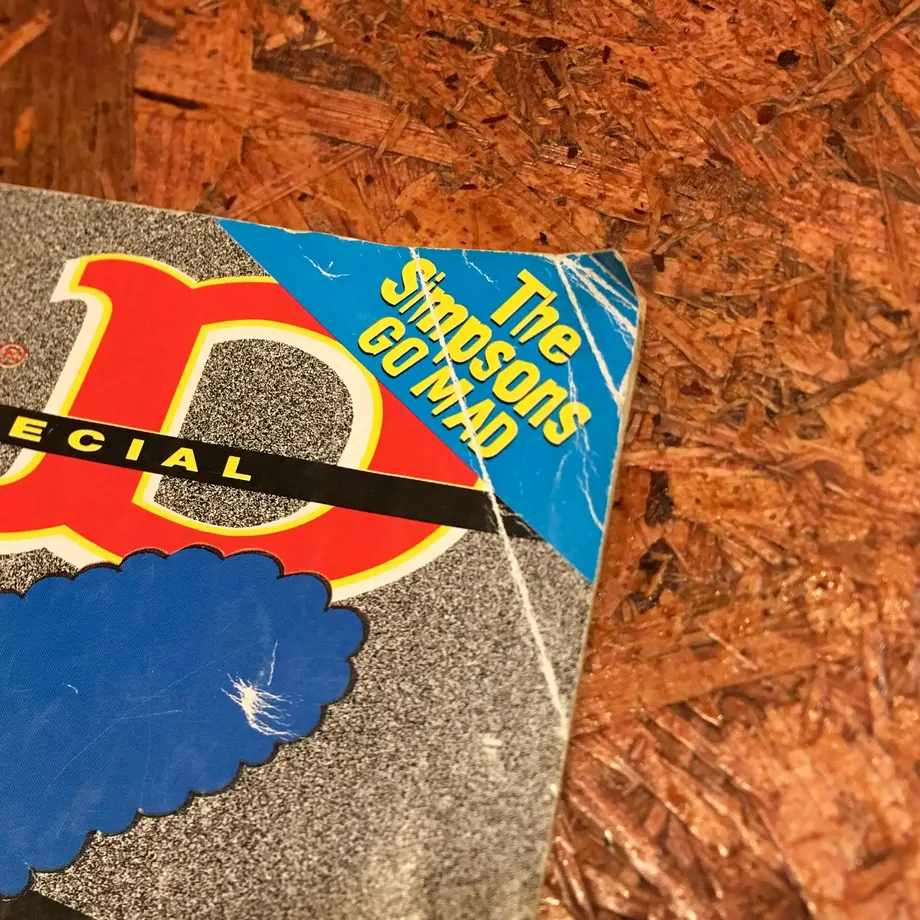 D
®
ECIAL
The
Simpsons
GO MAD